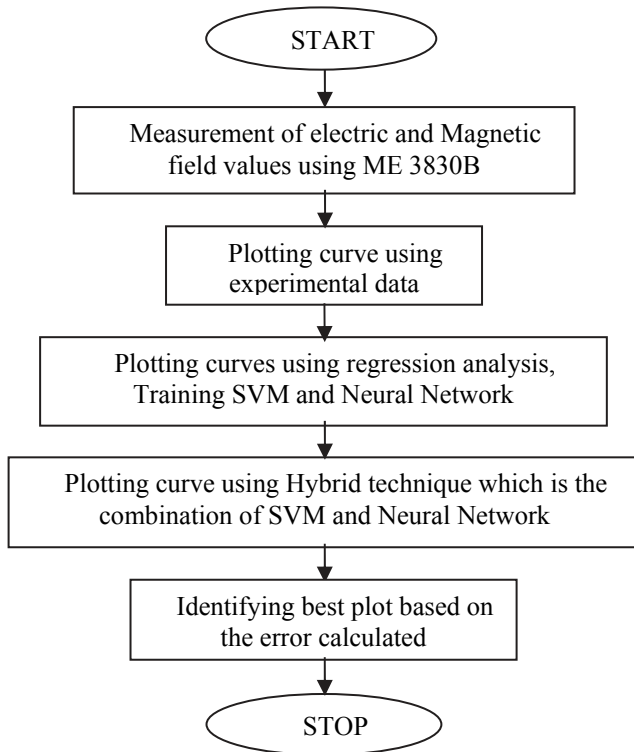 START
Measurement of electric and Magnetic
field values using ME 3830B
Plotting curve using
experimental data
Plotting curves using regression analysis,
Training SVM and Neural Network
Plotting curve using Hybrid technique which is the
combination of SVM and Neural Network
Identifying best plot based on
the error calculated
STOP